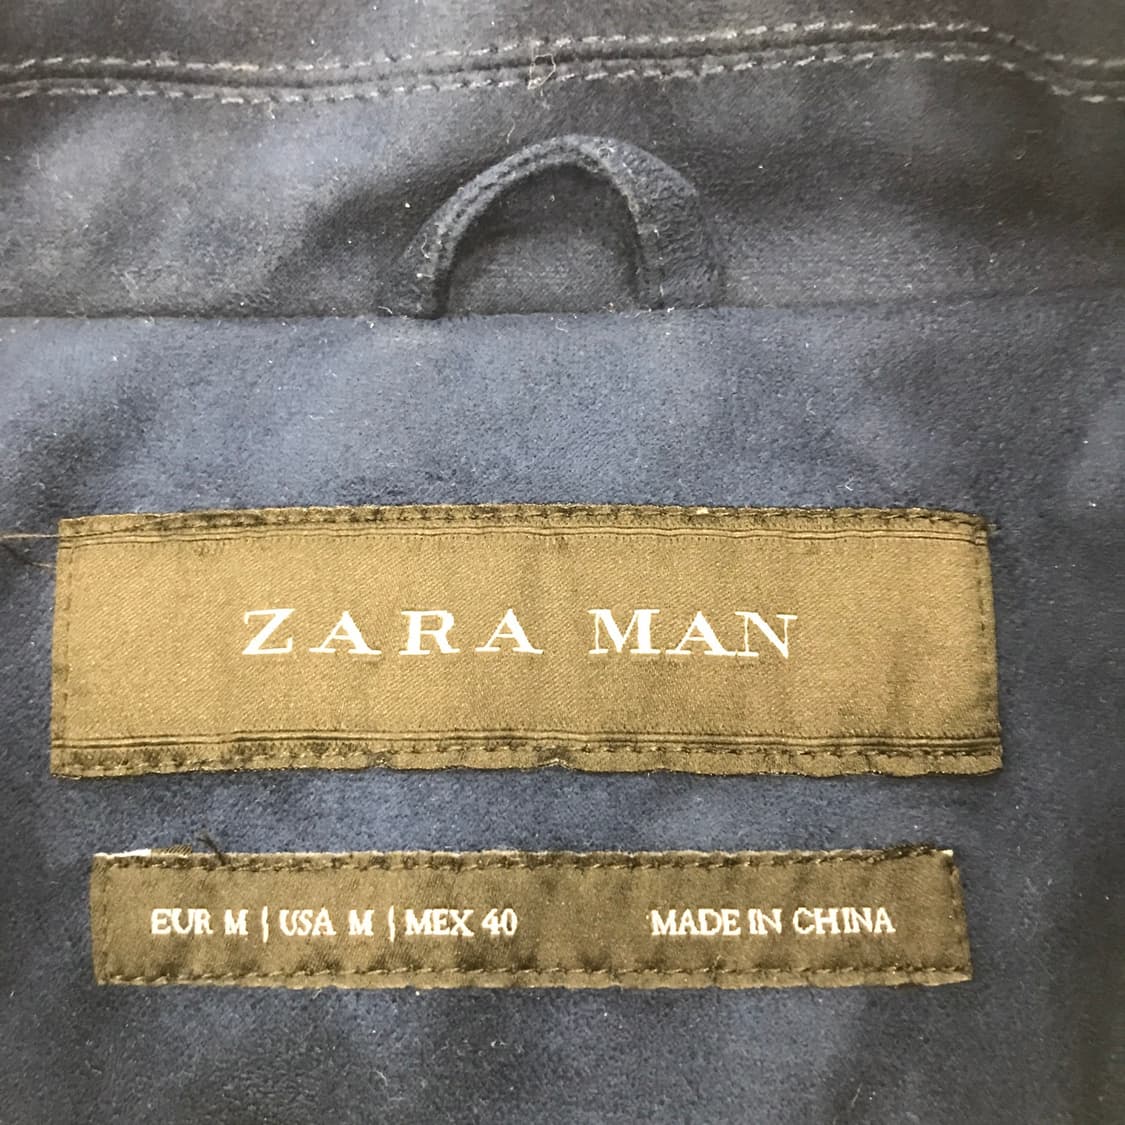 ZARA MAN
EUR M | USA M | MEX 40 MADE IN CHINA